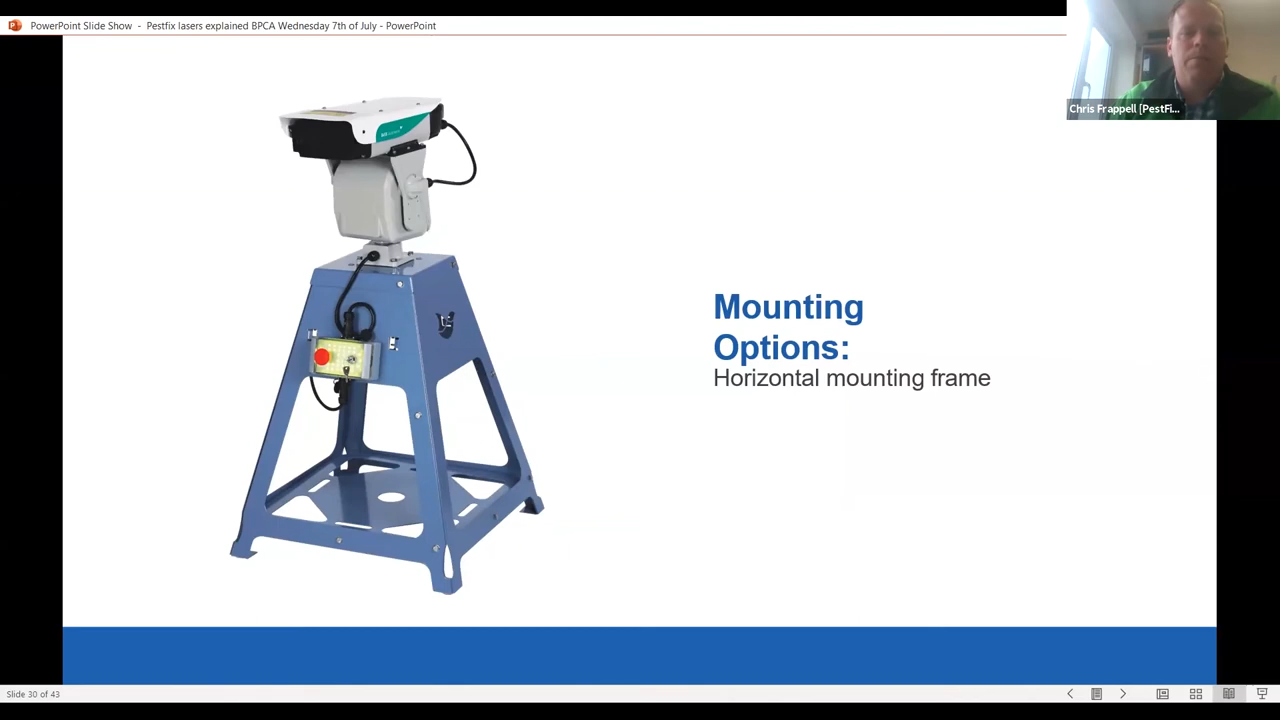 PowerPoint Slide Show - Pestfix lasers explained BPCA Wednesday 7th of July - PowerPoint
Chris Frappell [PestFi...
Mounting
Options:
Horizontal mounting frame
Slide 30 of 43